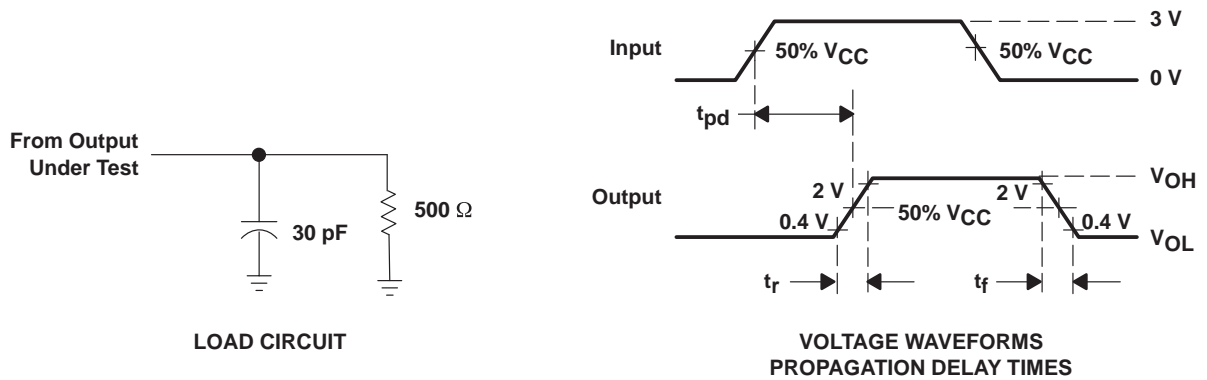 From Output
Under Test
30 pF
500 Ω
LOAD CIRCUIT
Input
50% VCC
50% VCC
3 V
0 V
tpd
Output
2 V
0.4 V
50% VCC
2 V
0.4 V
VOH
VOL
tr
tf
VOLTAGE WAVEFORMS
PROPAGATION DELAY TIMES